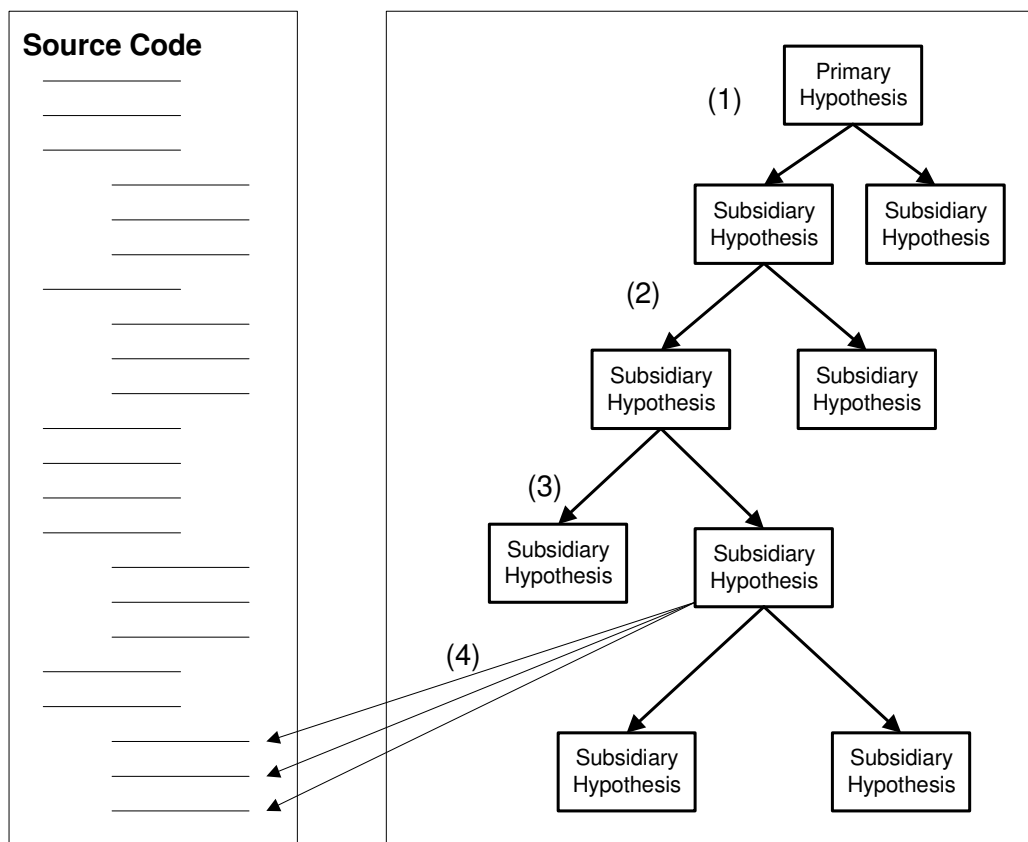 Source Code
Primary
Hypothesis
(1)
Subsidiary
Hypothesis
Subsidiary
Hypothesis
(2)
Subsidiary
Hypothesis
Subsidiary
Hypothesis
(3)
Subsidiary
Hypothesis
Subsidiary
Hypothesis
(4)
Subsidiary
Hypothesis
Subsidiary
Hypothesis